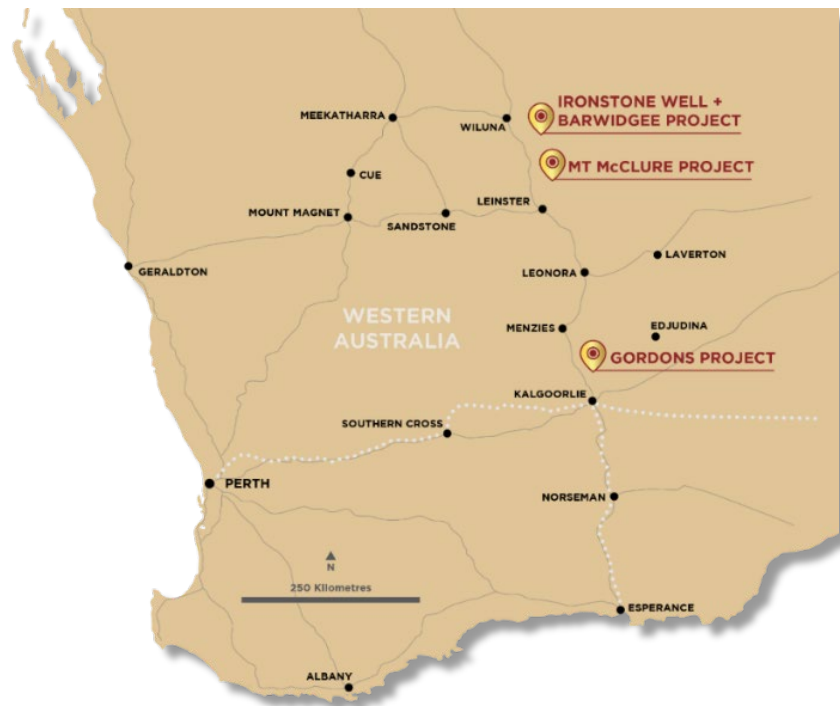 IRONSTONE WELL +
BARWIDGEE PROJECT
MEEKATHARRA
WILUNA
MT McCLURE PROJECT
CUE
LEINSTER
MOUNT MAGNET
SANDSTONE
LAVERTON
GERALDTON
LEONORA
WESTERN
AUSTRALIA
MENZIES
EDJUDINA
GORDONS PROJECT
KALGOORLIE
SOUTHERN CROSS
PERTH
NORSEMAN
N
250 Kilometres
ESPERANCE
ALBANY